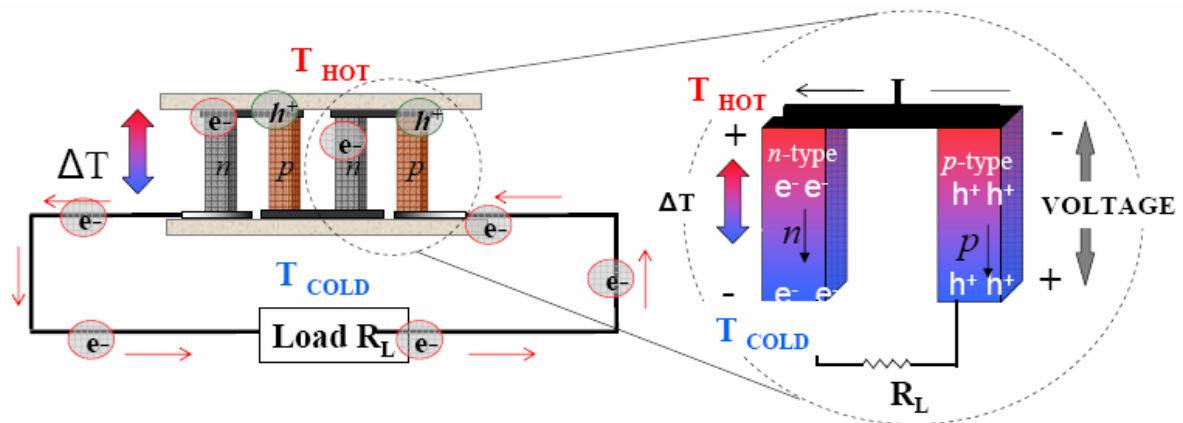 T HOT
e- h+ e- h+
n p n p
ΔT
e- e-
T COLD
e-
e- Load RL e-
I
T HOT
+ -
n-type p-type
e- e- h+ h+
ΔT VOLTAGE
n p
- e- e- h+ h+ +
T COLD
RL